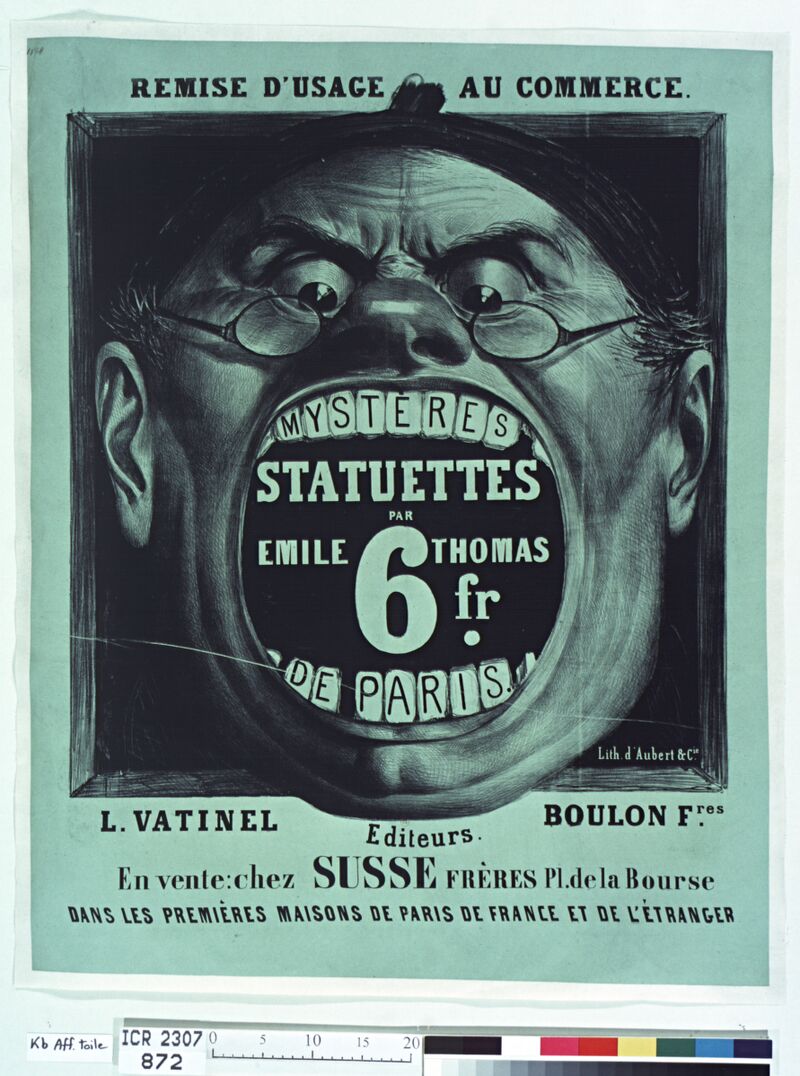 1848
REMISE D'USAGE AU COMMERCE.
MYSTÈRES
STATUETTES
PAR
EMILE THOMAS
6 fr.
DE PARIS.
Lith. d'Aubert & Cie.
L. VATINEL BOULON F.res
Editeurs.
En vente: chez SUSSE FRÈRES Pl. de la Bourse
DANS LES PREMIÈRES MAISONS DE PARIS DE FRANCE ET DE L'ÉTRANGER
Kb Aff. toile
ICR 2307
872
0 5 10 15 20